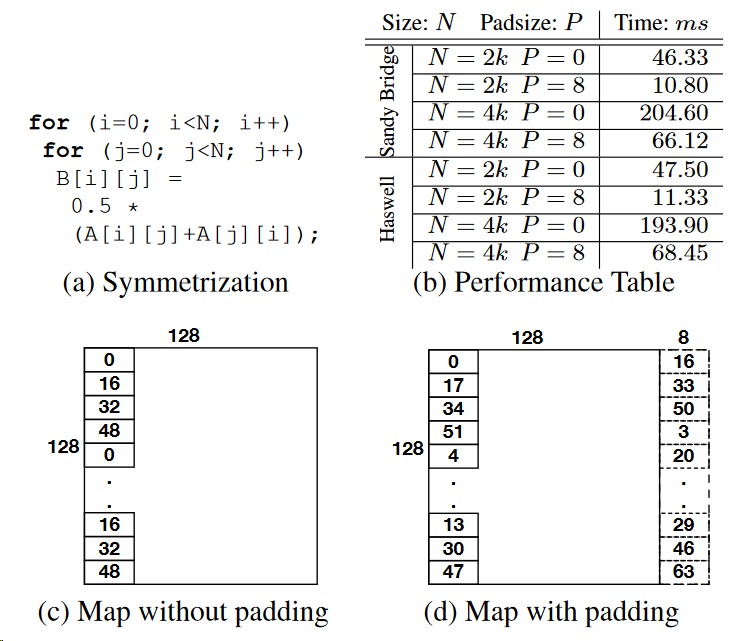 for (i=0; i<N; i++)
for (j=0; j<N; j++)
B[i][j] =
0.5 *
(A[i][j]+A[j][i]);
(a) Symmetrization
Size: N Padsize: P Time: ms
Sandy Bridge
N = 2k P = 0 46.33
N = 2k P = 8 10.80
N = 4k P = 0 204.60
N = 4k P = 8 66.12
Haswell
N = 2k P = 0 47.50
N = 2k P = 8 11.33
N = 4k P = 0 193.90
N = 4k P = 8 68.45
(b) Performance Table
128
128
0
16
32
48
0
.
.
16
32
48
(c) Map without padding
128 8
128
0 16
17 33
34 50
51 3
4 20
. .
. .
13 29
30 46
47 63
(d) Map with padding